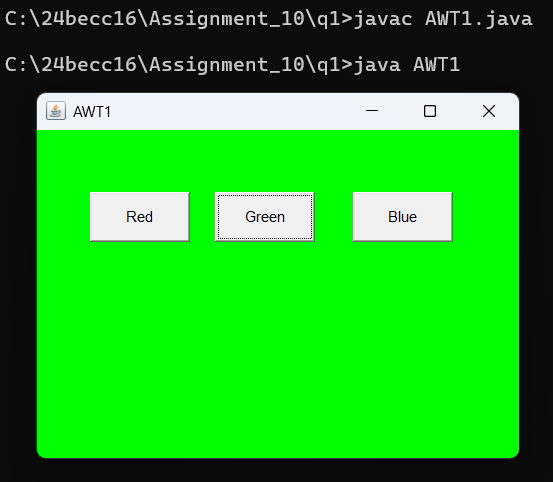 C:\24becc16\Assignment_10\q1>javac AWT1.java
C:\24becc16\Assignment_10\q1>java AWT1
AWT1
Red Green Blue